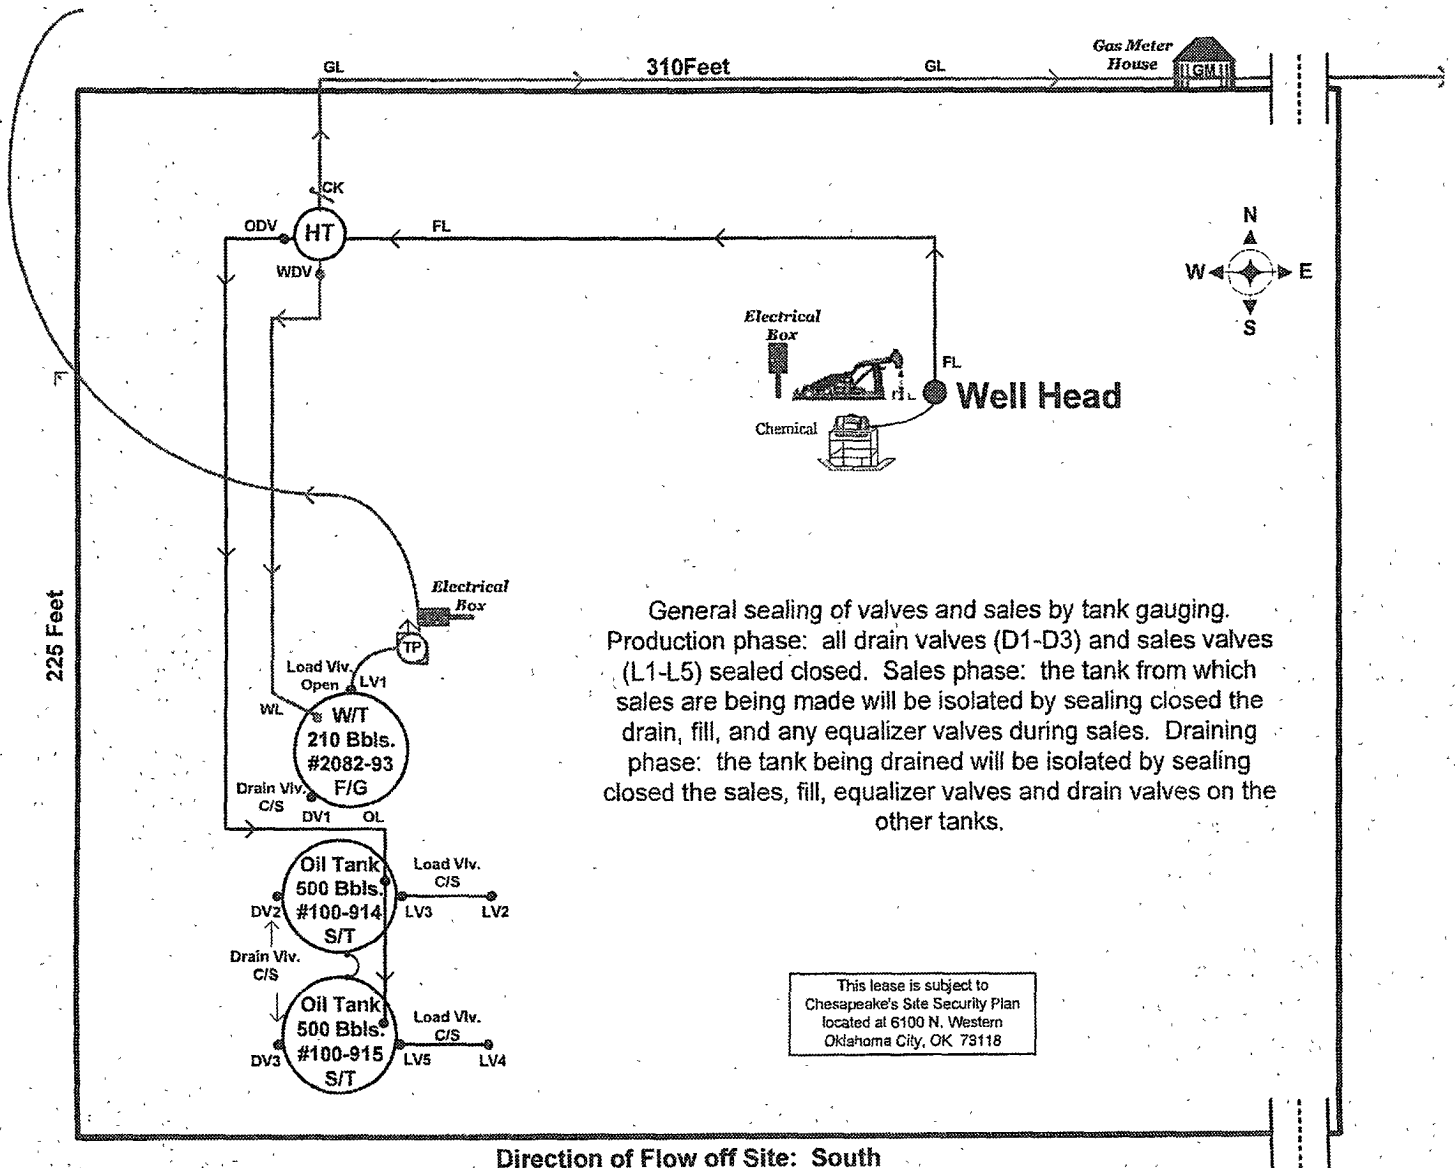 Gas Meter
House
GL
310Feet
GL
GM
CK
ODV
HT
FL
WDV
N
W E
S
Electrical
Box
FL
Well Head
Chemical
225 Feet
Electrical
Box
TP
Load Vlv.
Open
LV1
WL
W/T
210 Bbls.
#2082-93
F/G
Drain Vlv.
C/S
DV1
OL
General sealing of valves and sales by tank gauging.
Production phase: all drain valves (D1-D3) and sales valves
(L1-L5) sealed closed. Sales phase: the tank from which
sales are being made will be isolated by sealing closed the
drain, fill, and any equalizer valves during sales. Draining
phase: the tank being drained will be isolated by sealing
closed the sales, fill, equalizer valves and drain valves on the
other tanks.
Oil Tank
500 Bbls.
#100-914
S/T
Load Vlv.
C/S
DV2
LV3
LV2
Drain Vlv.
C/S
Oil Tank
500 Bbls.
#100-915
S/T
Load Vlv.
C/S
DV3
LV5
LV4
This lease is subject to
Chesapeake's Site Security Plan
located at 6100 N. Western
Oklahoma City, OK 73118
Direction of Flow off Site: South